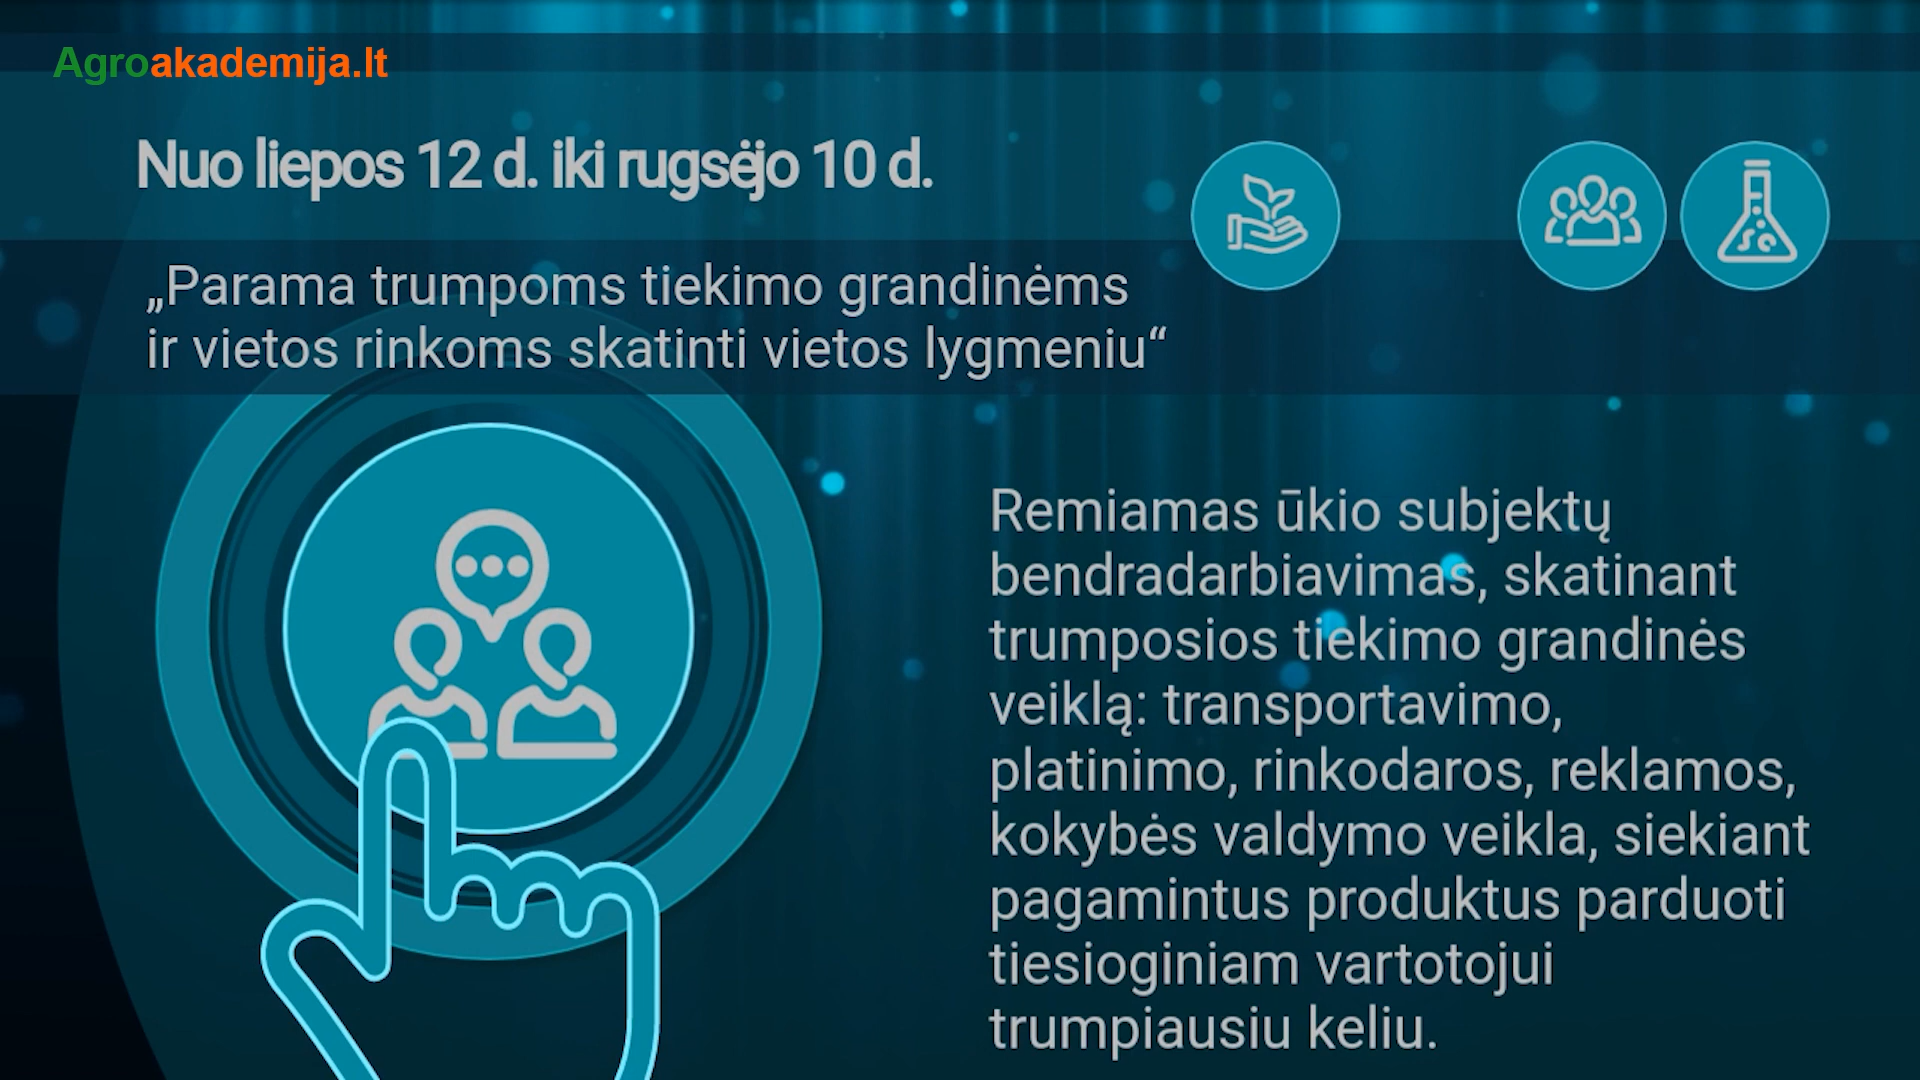 Agroakademija.lt
Nuo liepos 12 d. iki rugsėjo 10 d.
„Parama trumpoms tiekimo grandinėms
ir vietos rinkoms skatinti vietos lygmeniu“
Remiamas ūkio subjektų
bendradarbiavimas, skatinant
trumposios tiekimo grandinės
veiklą: transportavimo,
platinimo, rinkodaros, reklamos,
kokybės valdymo veikla, siekiant
pagamintus produktus parduoti
tiesioginiam vartotojui
trumpiausiu keliu.